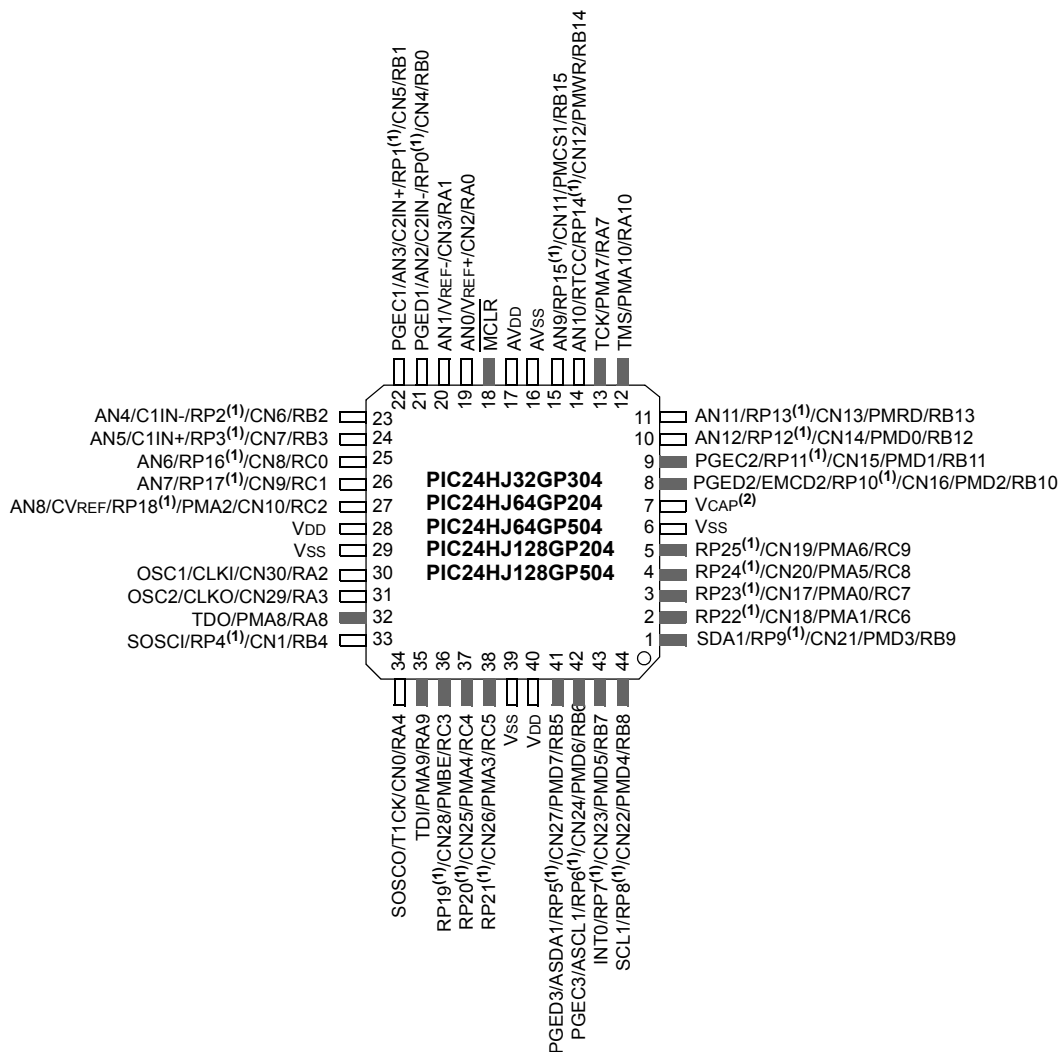 PGEC1/AN3/C2IN+/RP1(1)/CN5/RB1
PGED1/AN2/C2IN-/RP0(1)/CN4/RB0
AN1/VREF-/CN3/RA1
AN0/VREF+/CN2/RA0
MCLR
AVDD
AVSS
AN9/RP15(1)/CN11/PMCS1/RB15
AN10/RTCC/RP14(1)/CN12/PMWR/RB14
TCK/PMA7/RA7
TMS/PMA10/RA10
22 21 20 19 18 17 16 15 14 13 12
AN4/C1IN-/RP2(1)/CN6/RB2 23
AN5/C1IN+/RP3(1)/CN7/RB3 24
AN6/RP16(1)/CN8/RC0 25
AN7/RP17(1)/CN9/RC1 26
AN8/CVREF/RP18(1)/PMA2/CN10/RC2 27
VDD 28
VSS 29
OSC1/CLKI/CN30/RA2 30
OSC2/CLKO/CN29/RA3 31
TDO/PMA8/RA8 32
SOSCI/RP4(1)/CN1/RB4 33
PIC24HJ32GP304
PIC24HJ64GP204
PIC24HJ64GP504
PIC24HJ128GP204
PIC24HJ128GP504
11 AN11/RP13(1)/CN13/PMRD/RB13
10 AN12/RP12(1)/CN14/PMD0/RB12
9 PGEC2/RP11(1)/CN15/PMD1/RB11
8 PGED2/EMCD2/RP10(1)/CN16/PMD2/RB10
7 VCAP(2)
6 VSS
5 RP25(1)/CN19/PMA6/RC9
4 RP24(1)/CN20/PMA5/RC8
3 RP23(1)/CN17/PMA0/RC7
2 RP22(1)/CN18/PMA1/RC6
1 SDA1/RP9(1)/CN21/PMD3/RB9
34 35 36 37 38 39 40 41 42 43 44
SOSCO/T1CK/CN0/RA4
TDI/PMA9/RA9
RP19(1)/CN28/PMBE/RC3
RP20(1)/CN25/PMA4/RC4
RP21(1)/CN26/PMA3/RC5
VSS
VDD
PGED3/ASDA1/RP5(1)/CN27/PMD7/RB5
PGEC3/ASCL1/RP6(1)/CN24/PMD6/RB6
INT0/RP7(1)/CN23/PMD5/RB7
SCL1/RP8(1)/CN22/PMD4/RB8